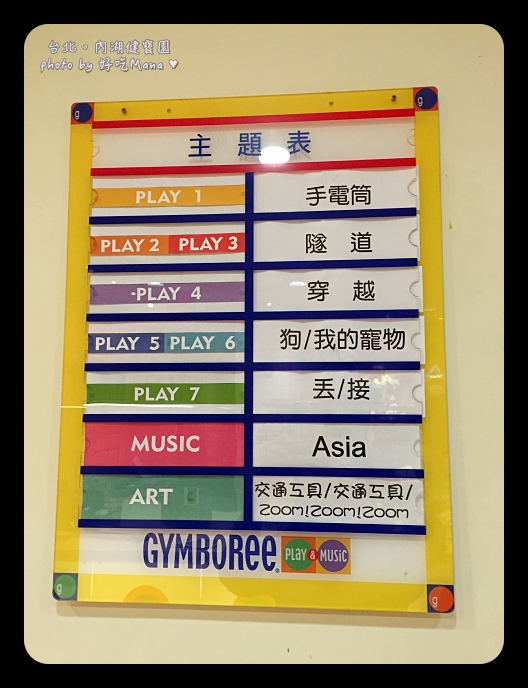 台北。內湖健寶園
photo by 好吃Mana ♥
g g
主題表
PLAY 1 手電筒
PLAY 2 PLAY 3 隧道
PLAY 4 穿越
PLAY 5 PLAY 6 狗/我的寵物
PLAY 7 丟/接
MUSIC Asia
ART 交通工具/交通工具/
zoom!zoom!zoom
GYMBOREE PLAY & MUSIC
g g